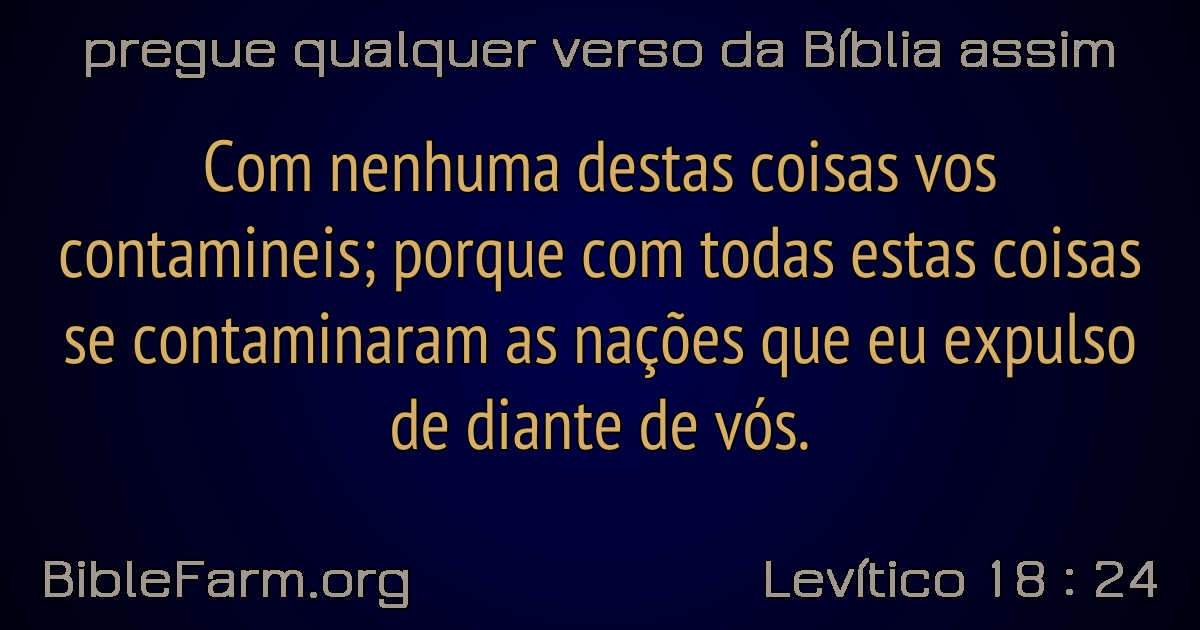 pregue qualquer verso da Bíblia assim
Com nenhuma destas coisas vos
contamineis; porque com todas estas coisas
se contaminaram as nações que eu expulso
de diante de vós.
BibleFarm.org
Levítico 18 : 24